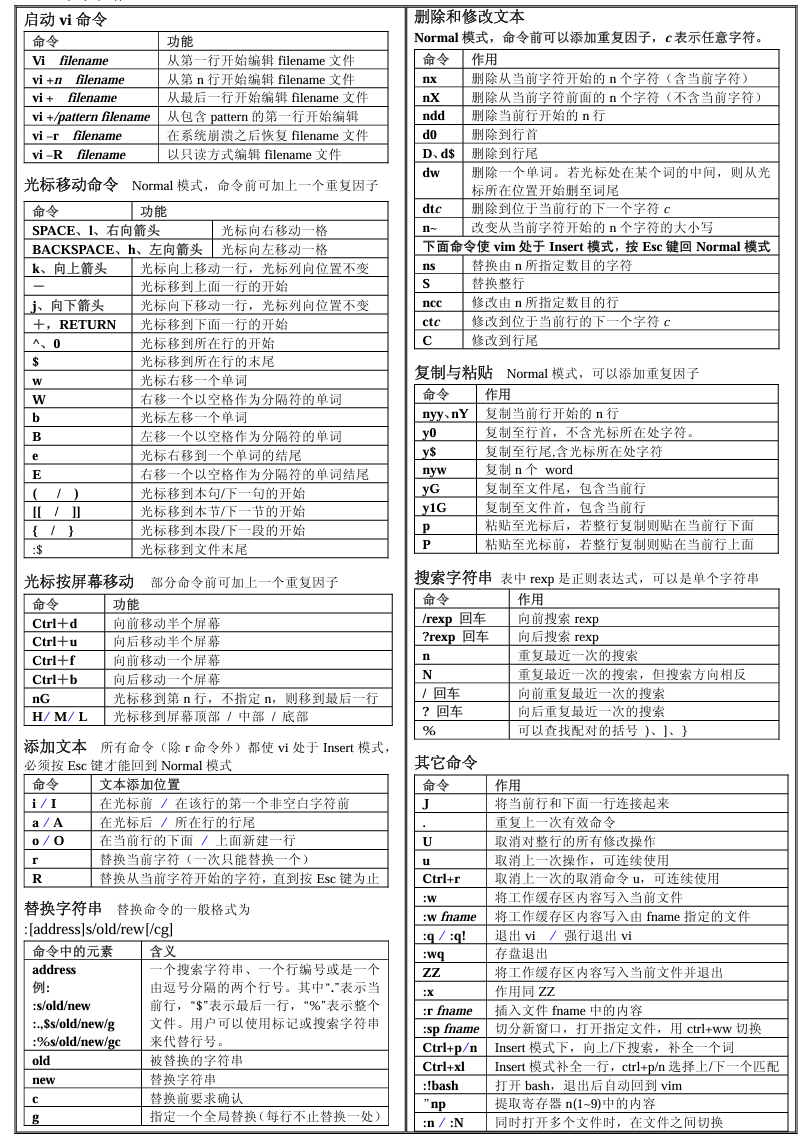 启动 vi 命令
命令 功能
Vi filename 从第一行开始编辑 filename 文件
vi +n filename 从第 n 行开始编辑 filename 文件
vi + filename 从最后一行开始编辑 filename 文件
vi +/pattern filename 从包含 pattern 的第一行开始编辑
vi –r filename 在系统崩溃之后恢复 filename 文件
vi –R filename 以只读方式编辑 filename 文件
光标移动命令 Normal 模式，命令前可加上一个重复因子
命令 功能
SPACE、l、右向箭头 光标向右移动一格
BACKSPACE、h、左向箭头 光标向左移动一格
k、向上箭头 光标向上移动一行，光标列向位置不变
－ 光标移到上面一行的开始
j、向下箭头 光标向下移动一行，光标列向位置不变
＋，RETURN 光标移到下面一行的开始
^、0 光标移到所在行的开始
$ 光标移到所在行的末尾
w 光标右移一个单词
W 右移一个以空格作为分隔符的单词
b 光标左移一个单词
B 左移一个以空格作为分隔符的单词
e 光标右移到一个单词的结尾
E 右移一个以空格作为分隔符的单词结尾
( / ) 光标移到本句/下一句的开始
[[ / ]] 光标移到本节/下一节的开始
{ / } 光标移到本段/下一段的开始
:$ 光标移到文件末尾
光标按屏幕移动 部分命令前可加上一个重复因子
命令 功能
Ctrl＋d 向前移动半个屏幕
Ctrl＋u 向后移动半个屏幕
Ctrl＋f 向前移动一个屏幕
Ctrl＋b 向后移动一个屏幕
nG 光标移到第 n 行，不指定 n，则移到最后一行
H/ M/ L 光标移到屏幕顶部 / 中部 / 底部
添加文本 所有命令（除 r 命令外）都使 vi 处于 Insert 模式，
必须按 Esc 键才能回到 Normal 模式
命令 文本添加位置
i / I 在光标前 / 在该行的第一个非空白字符前
a / A 在光标后 / 所在行的行尾
o / O 在当前行的下面 / 上面新建一行
r 替换当前字符（一次只能替换一个）
R 替换从当前字符开始的字符，直到按 Esc 键为止
替换字符串 替换命令的一般格式为
:[address]s/old/rew[/cg]
命令中的元素 含义
address 一个搜索字符串、一个行编号或是一个
例: 由逗号分隔的两个行号。其中“.”表示当
:s/old/new 前行，“$”表示最后一行，“%”表示整个
:.,$s/old/new/g 文件。用户可以使用标记或搜索字符串
:%s/old/new/gc 来代替行号。
old 被替换的字符串
new 替换字符串
c 替换前要求确认
g 指定一个全局替换（每行不止替换一处）
删除和修改文本
Normal 模式，命令前可以添加重复因子，c 表示任意字符。
命令 作用
nx 删除从当前字符开始的 n 个字符（含当前字符）
nX 删除从当前字符前面的 n 个字符（不含当前字符）
ndd 删除当前行开始的 n 行
d0 删除到行首
D、d$ 删除到行尾
dw 删除一个单词。若光标处在某个词的中间，则从光
标所在位置开始删至词尾
dtc 删除到位于当前行的下一个字符 c
n~ 改变从当前字符开始的 n 个字符的大小写
下面命令使 vim 处于 Insert 模式，按 Esc 键回 Normal 模式
ns 替换由 n 所指定数目的字符
S 替换整行
ncc 修改由 n 所指定数目的行
ctc 修改到位于当前行的下一个字符 c
C 修改到行尾
复制与粘贴 Normal 模式，可以添加重复因子
命令 作用
nyy、nY 复制当前行开始的 n 行
y0 复制至行首，不含光标所在处字符。
y$ 复制至行尾,含光标所在处字符
nyw 复制 n 个 word
yG 复制至文件尾，包含当前行
y1G 复制至文件首，包含当前行
p 粘贴至光标后，若整行复制则贴在当前行下面
P 粘贴至光标前，若整行复制则贴在当前行上面
搜索字符串 表中 rexp 是正则表达式，可以是单个字符串
命令 作用
/rexp 回车 向前搜索 rexp
?rexp 回车 向后搜索 rexp
n 重复最近一次的搜索
N 重复最近一次的搜索，但搜索方向相反
/ 回车 向前重复最近一次的搜索
? 回车 向后重复最近一次的搜索
% 可以查找配对的括号 )、]、}
其它命令
命令 作用
J 将当前行和下面一行连接起来
. 重复上一次有效命令
U 取消对整行的所有修改操作
u 取消上一次操作，可连续使用
Ctrl+r 取消上一次的取消命令 u，可连续使用
:w 将工作缓存区内容写入当前文件
:w fname 将工作缓存区内容写入由 fname 指定的文件
:q / :q! 退出 vi / 强行退出 vi
:wq 存盘退出
ZZ 将工作缓存区内容写入当前文件并退出
:x 作用同 ZZ
:r fname 插入文件 fname 中的内容
:sp fname 切分新窗口，打开指定文件，用 ctrl+ww 切换
Ctrl+p/n Insert 模式下，向上/下搜索，补全一个词
Ctrl+xl Insert 模式补全一行，ctrl+p/n 选择上/下一个匹配
:!bash 打开 bash，退出后自动回到 vim
"np 提取寄存器 n(1~9)中的内容
:n / :N 同时打开多个文件时，在文件之间切换